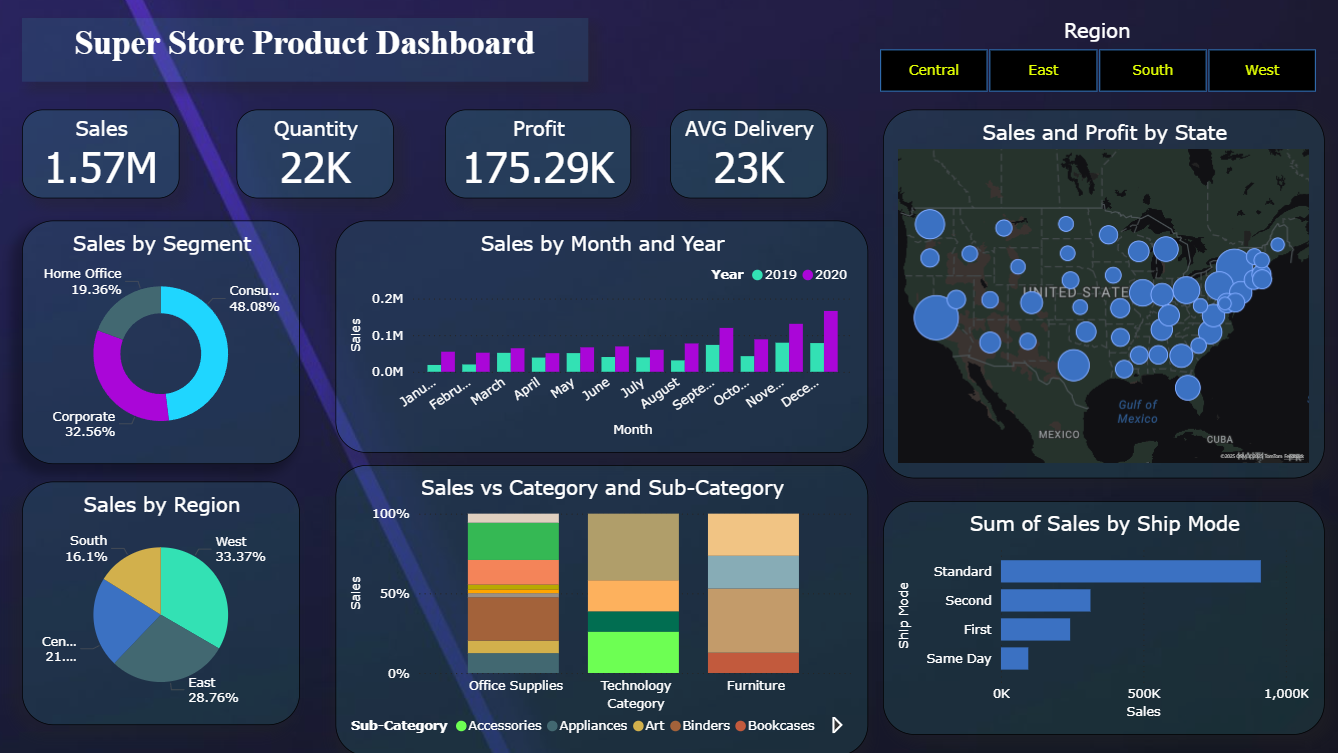 Super Store Product Dashboard
Region
Central
East
South
West
Sales
1.57M
Quantity
22K
Profit
175.29K
AVG Delivery
23K
Sales by Segment
Home Office
19.36%
Consu...
48.08%
Corporate
32.56%
Sales by Month and Year
Year 2019 2020
Sales
0.2M
0.1M
0.0M
Janu...
Febru...
March
April
May
June
July
August
Septe...
Octo...
Nove...
Dece...
Month
Sales and Profit by State
UNITED STATE
MEXICO
Gulf of
Mexico
CUBA
Sales by Region
South
16.1%
West
33.37%
Cen...
21....
East
28.76%
Sales vs Category and Sub-Category
Sales
100%
50%
0%
Office Supplies
Technology
Furniture
Category
Sub-Category Accessories Appliances Art Binders Bookcases
Sum of Sales by Ship Mode
Ship Mode
Standard
Second
First
Same Day
0K
500K
1,000K
Sales